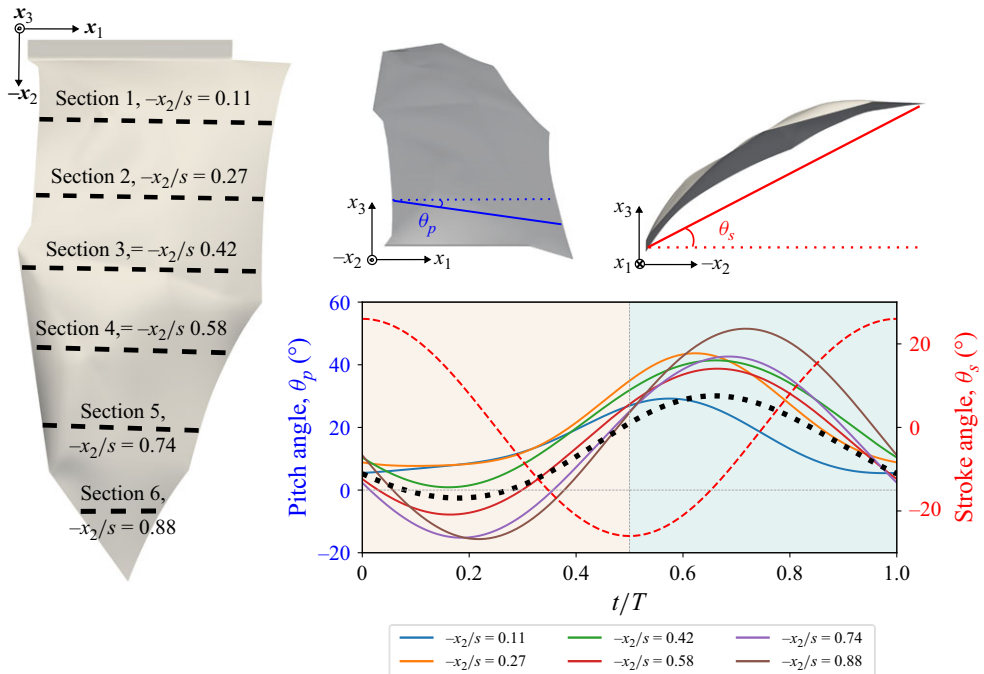 x₃
x₁
–x₂
Section 1, –x₂/s = 0.11
Section 2, –x₂/s = 0.27
Section 3,= –x₂/s 0.42
Section 4,= –x₂/s 0.58
Section 5,
–x₂/s = 0.74
Section 6,
–x₂/s = 0.88
x₃
θₚ
–x₂
x₁
x₃
θₛ
x₁
–x₂
Pitch angle, θₚ (°)
60
40
30
20
0
–20
Stroke angle, θₛ (°)
20
0
–20
0
0.2
0.4
0.6
0.8
1.0
t/T
–x₂/s = 0.11
–x₂/s = 0.42
–x₂/s = 0.74
–x₂/s = 0.27
–x₂/s = 0.58
–x₂/s = 0.88